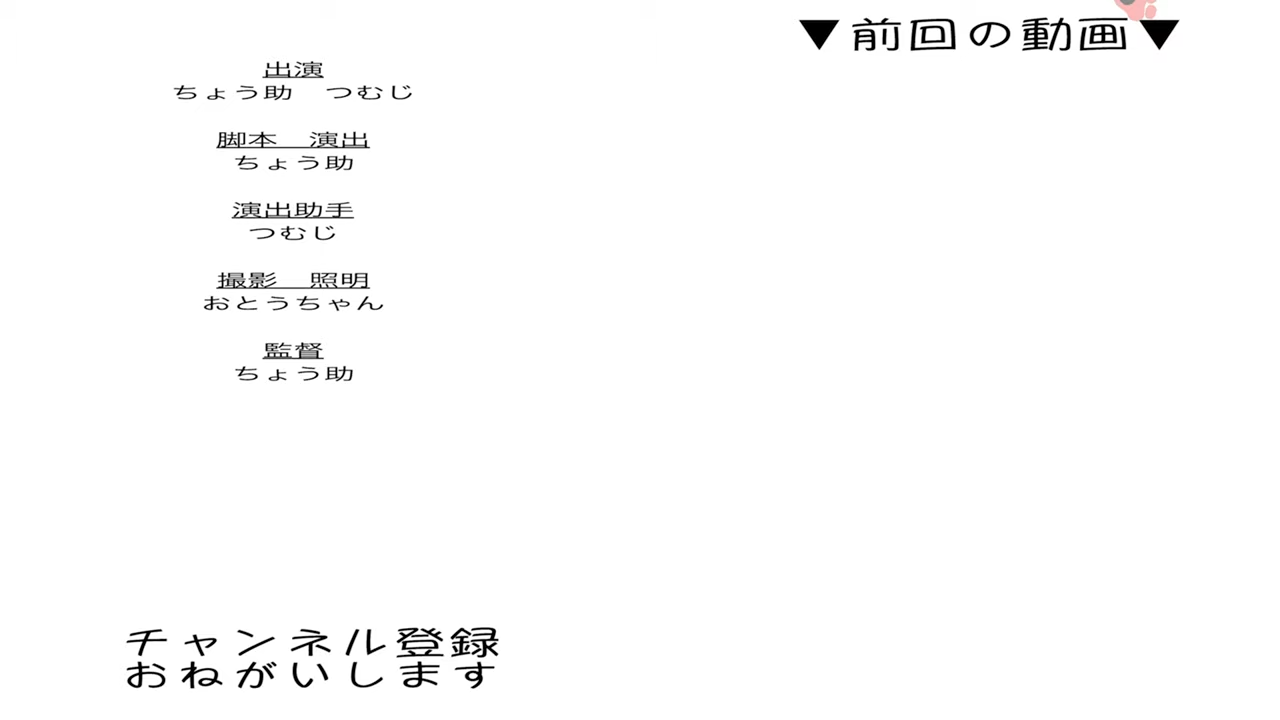 ▼前回の動画▼
出演
ちょう助　つむじ
脚本　演出
ちょう助
演出助手
つむじ
撮影　照明
おとうちゃん
監督
ちょう助
チャンネル登録
おねがいします